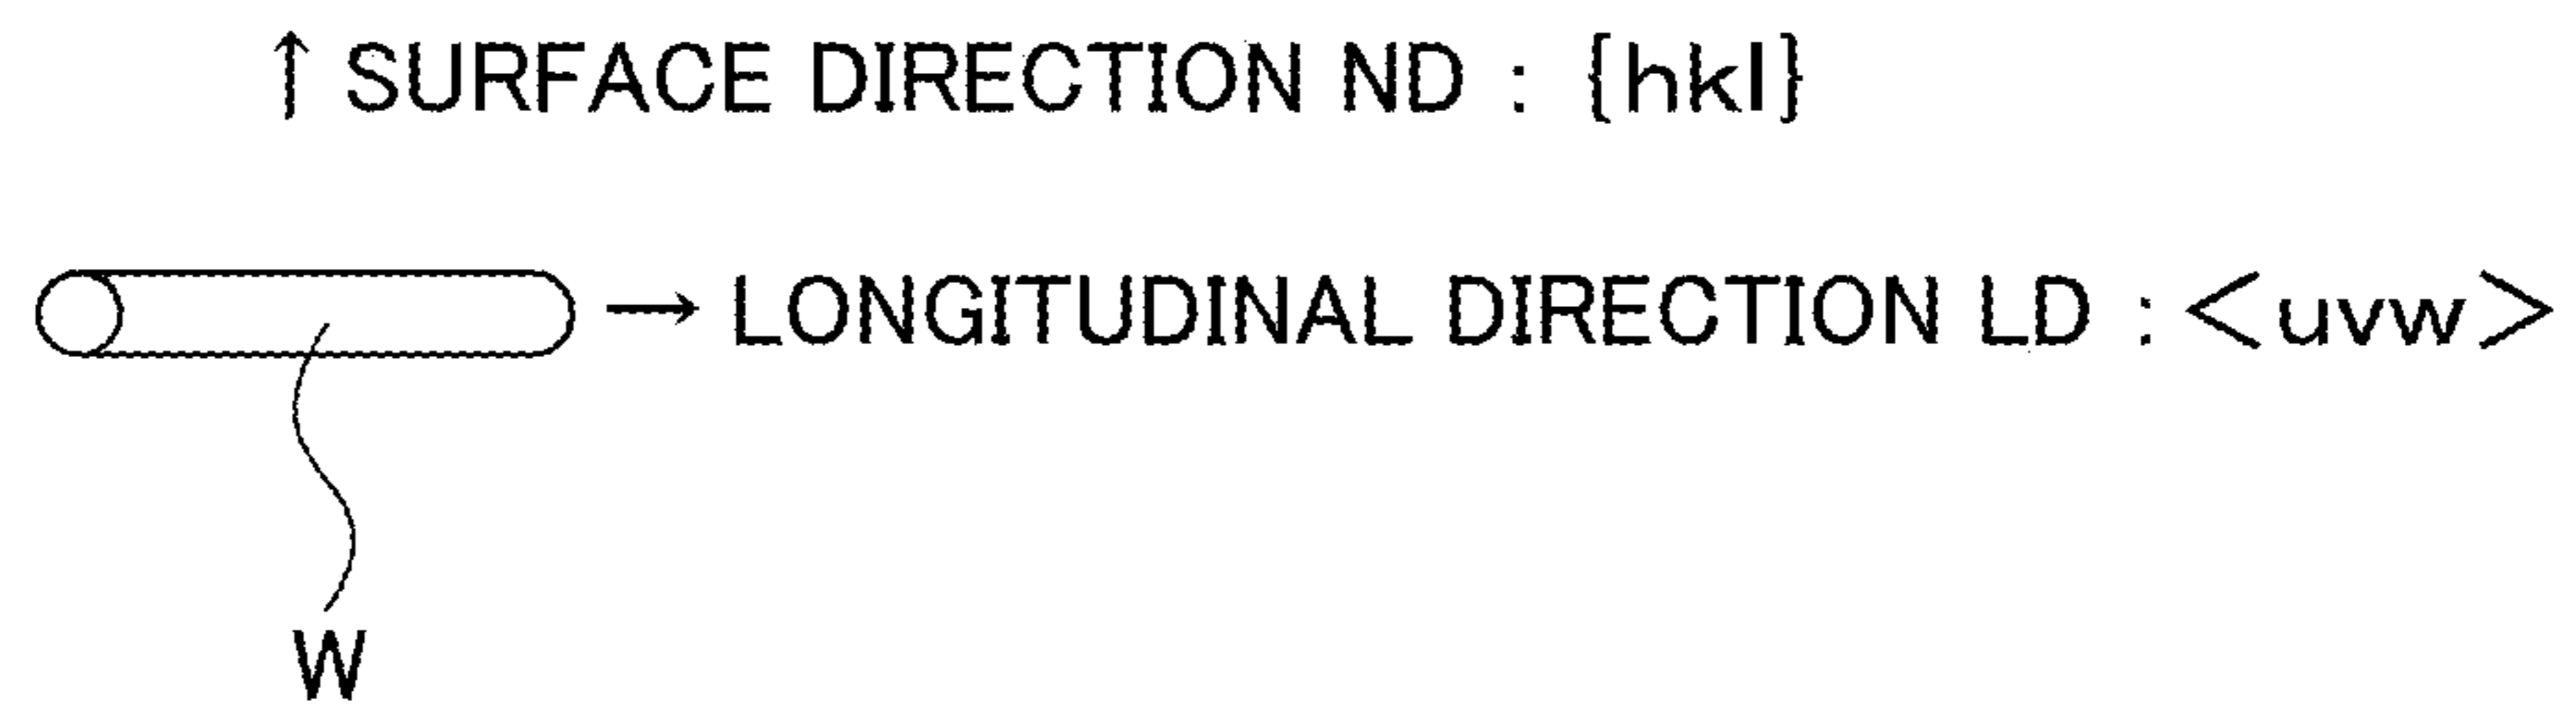 ↑ SURFACE DIRECTION ND : {hkl}
→ LONGITUDINAL DIRECTION LD : <uvw>
W